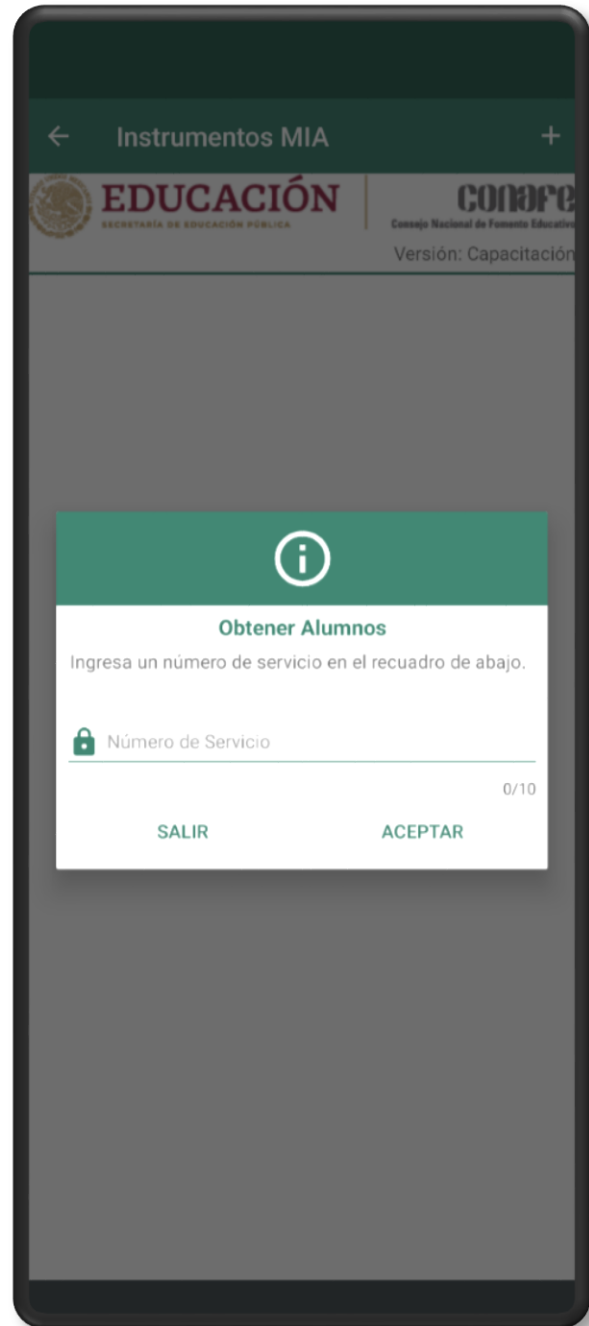 Instrumentos MIA
EDUCACIÓN
SECRETARÍA DE EDUCACIÓN PÚBLICA
CONAFE
Consejo Nacional de Fomento Educativo
Versión: Capacitación
Obtener Alumnos
Ingresa un número de servicio en el recuadro de abajo.
Número de Servicio
0/10
SALIR ACEPTAR